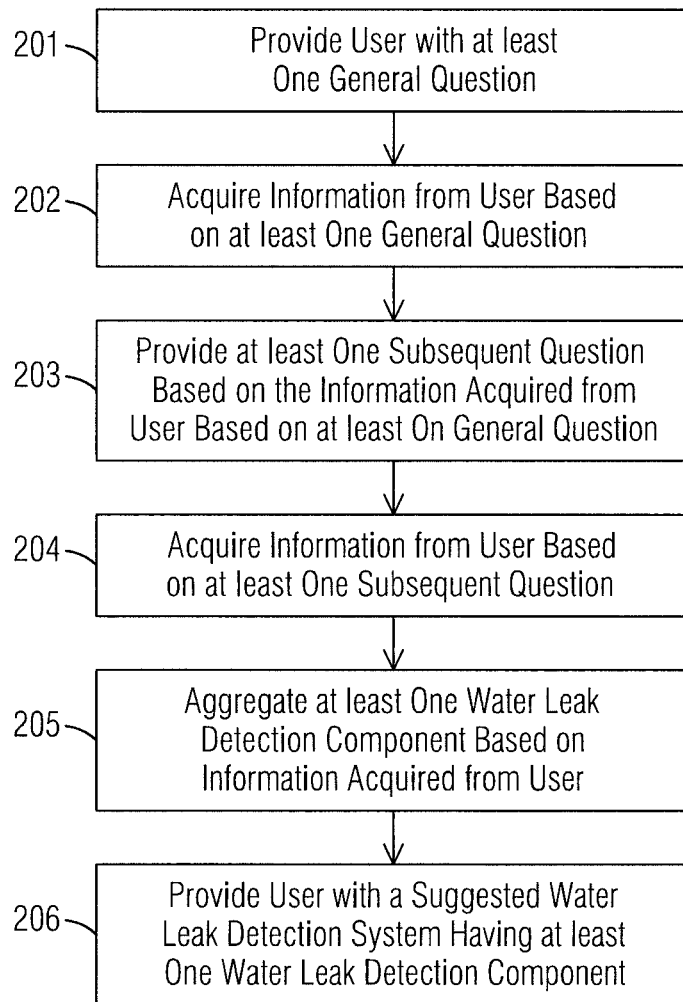 201
Provide User with at least
One General Question
202
Acquire Information from User Based
on at least One General Question
203
Provide at least One Subsequent Question
Based on the Information Acquired from
User Based on at least On General Question
204
Acquire Information from User Based
on at least One Subsequent Question
205
Aggregate at least One Water Leak
Detection Component Based on
Information Acquired from User
206
Provide User with a Suggested Water
Leak Detection System Having at least
One Water Leak Detection Component